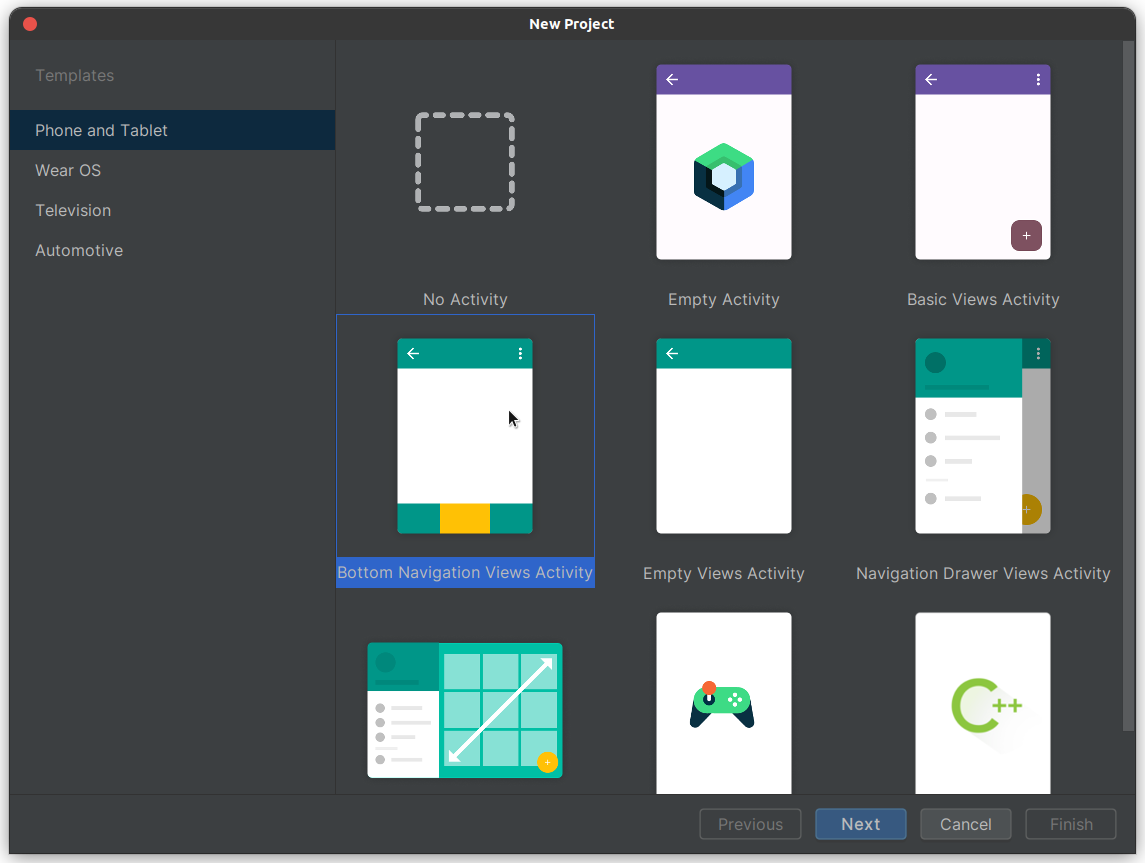 New Project
Templates
Phone and Tablet
Wear OS
Television
Automotive
No Activity
Empty Activity
Basic Views Activity
Bottom Navigation Views Activity
Empty Views Activity
Navigation Drawer Views Activity
C++
Previous
Next
Cancel
Finish